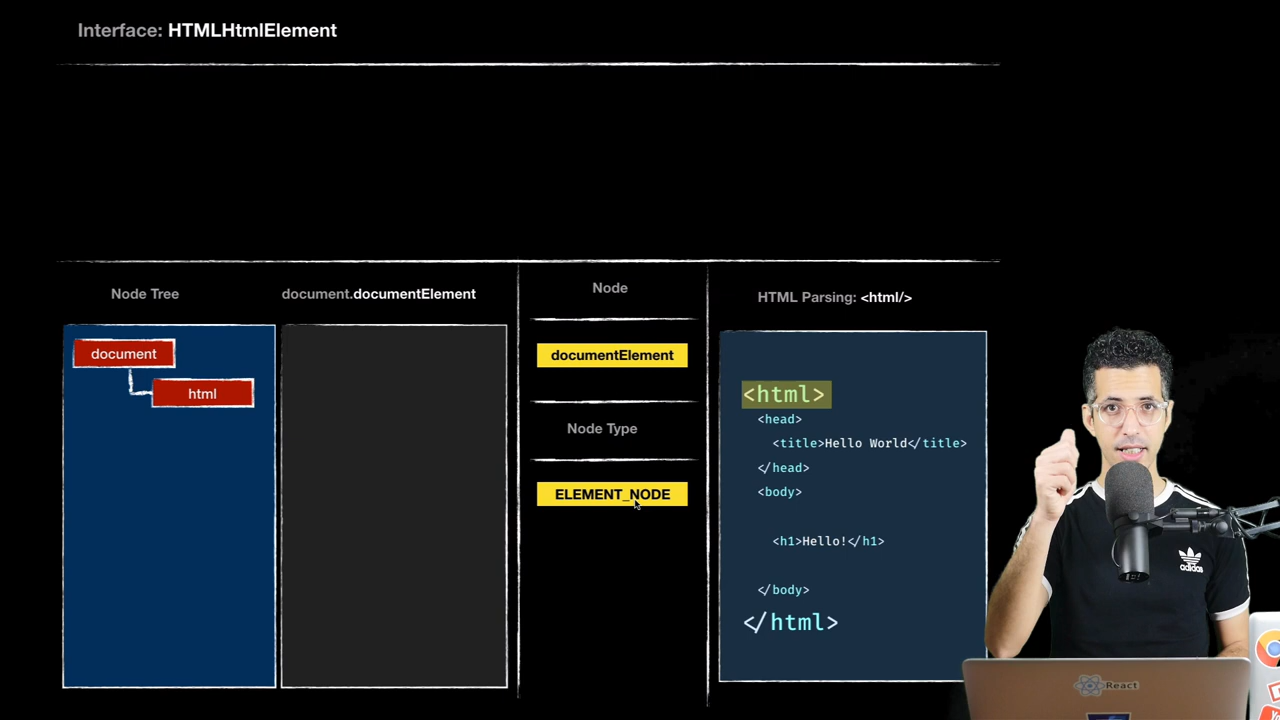 Interface: HTMLHtmlElement
Node Tree
document.documentElement
document
html
Node
documentElement
Node Type
ELEMENT_NODE
HTML Parsing: <html/>
<html>
<head>
<title>Hello World</title>
</head>
<body>
<h1>Hello!</h1>
</body>
</html>
adidas
React